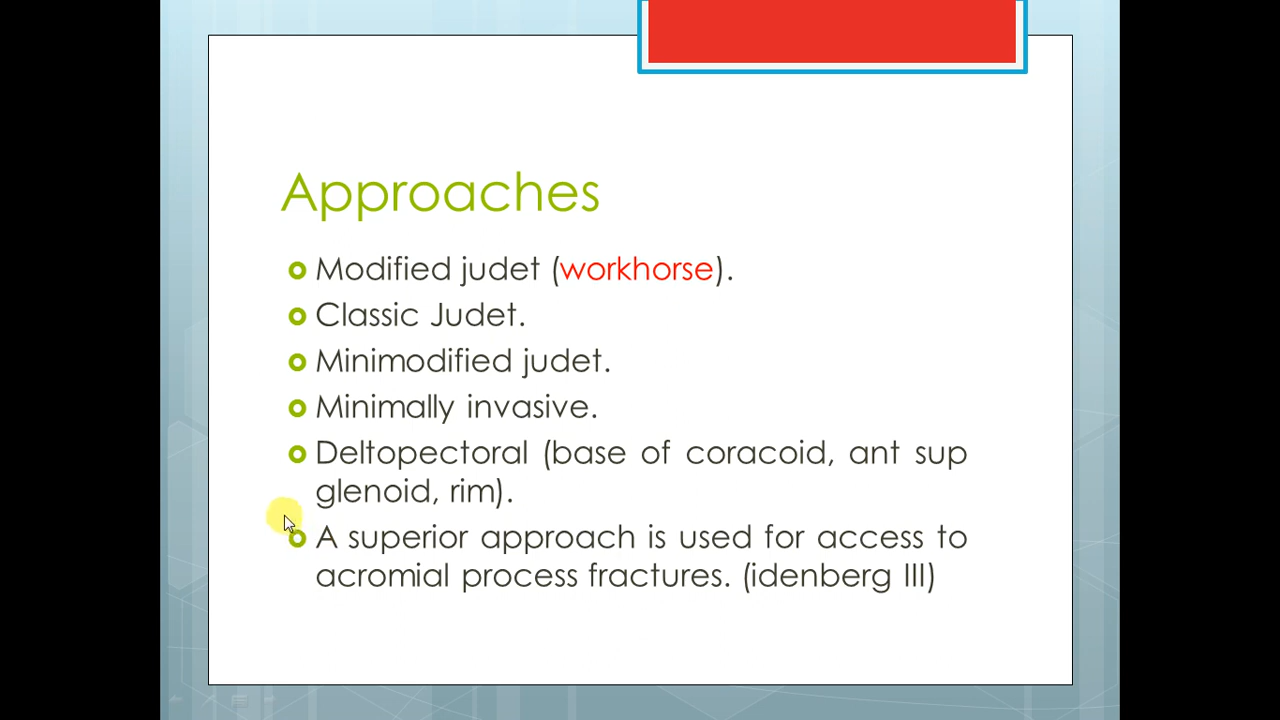 Approaches
Modified judet (workhorse).
Classic Judet.
Minimodified judet.
Minimally invasive.
Deltopectoral (base of coracoid, ant sup
glenoid, rim).
A superior approach is used for access to
acromial process fractures. (idenberg III)